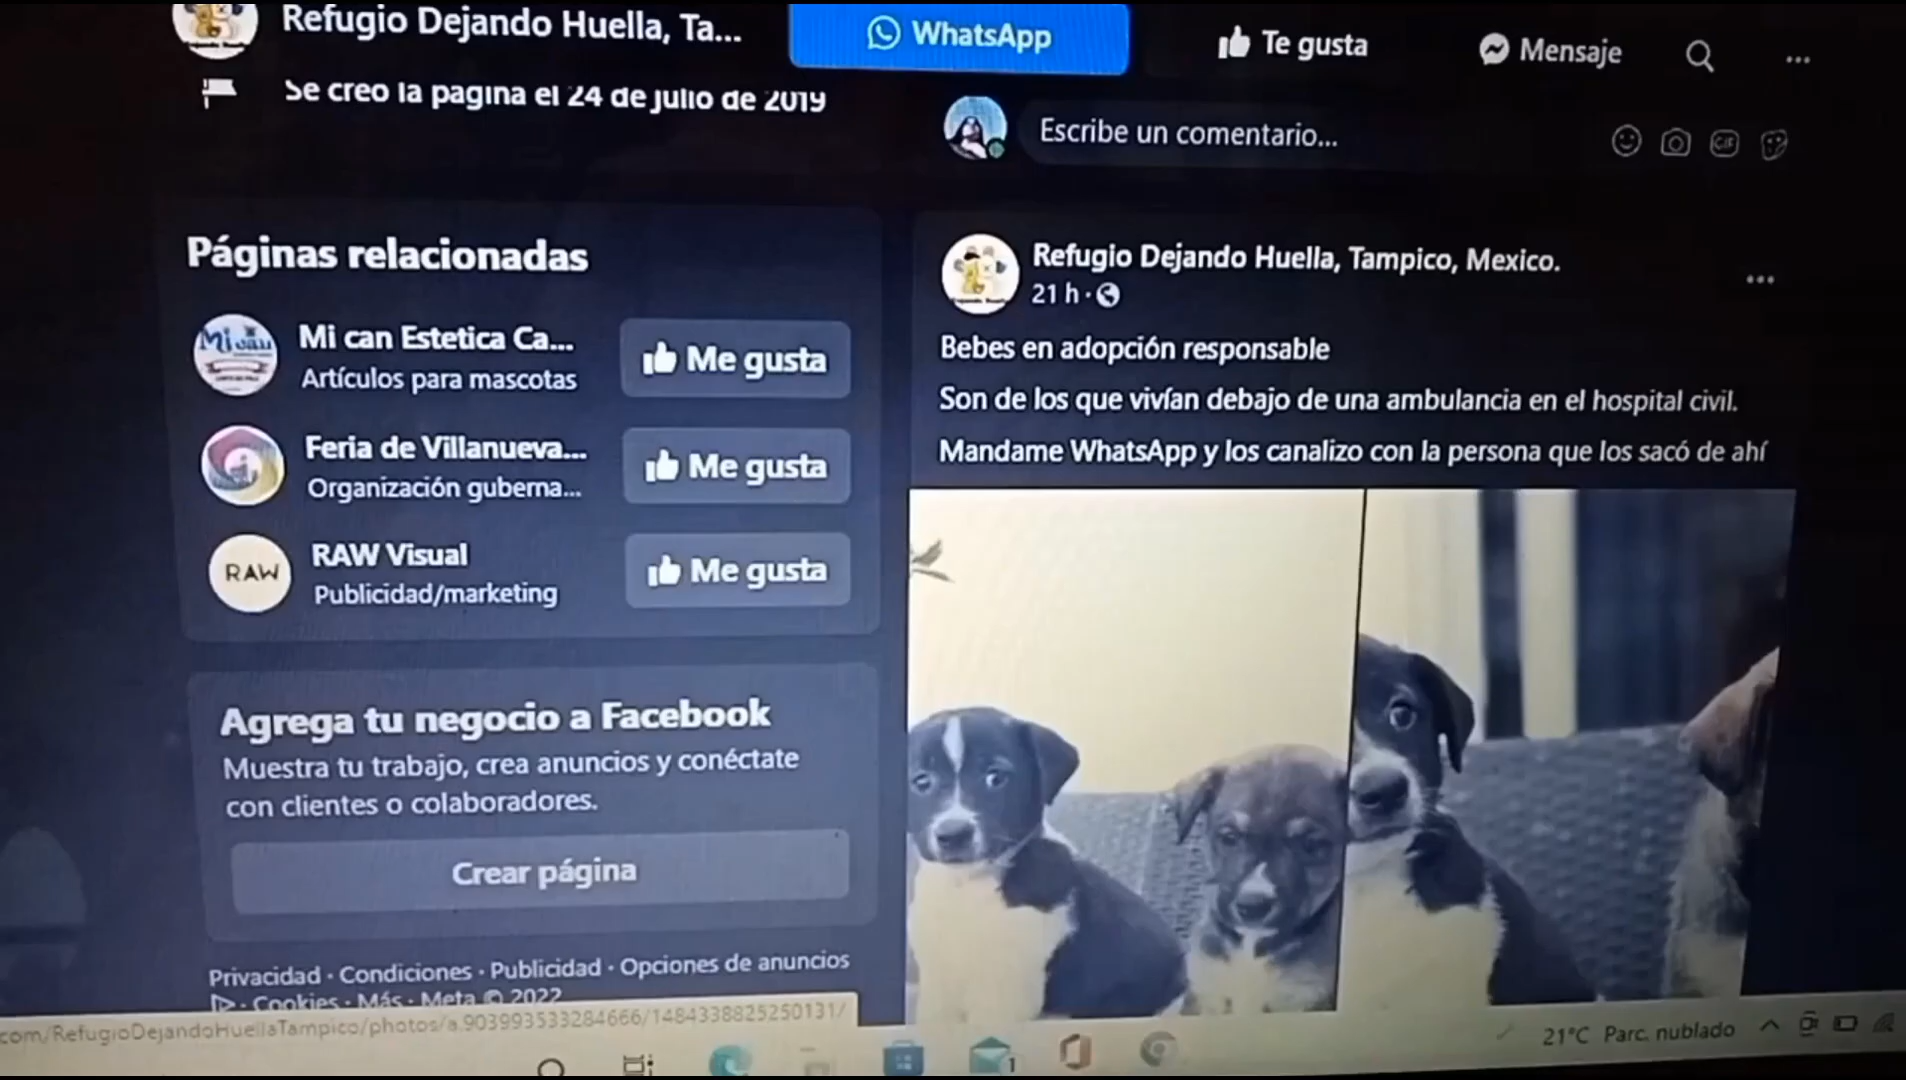 Refugio Dejando Huella, Ta...
WhatsApp
Te gusta
Mensaje
Se creó la página el 24 de julio de 2019
Escribe un comentario...
GIF
Páginas relacionadas
Mi can Estetica Ca...
Artículos para mascotas
Me gusta
Feria de Villanueva...
Organización guberna...
Me gusta
RAW
RAW Visual
Publicidad/marketing
Me gusta
Agrega tu negocio a Facebook
Muestra tu trabajo, crea anuncios y conéctate
con clientes o colaboradores.
Crear página
Privacidad · Condiciones · Publicidad · Opciones de anuncios
· Cookies · Más · Meta © 2022
Refugio Dejando Huella, Tampico, Mexico.
21 h ·
Bebes en adopción responsable
Son de los que vivían debajo de una ambulancia en el hospital civil.
Mandame WhatsApp y los canalizo con la persona que los sacó de ahí
com/RefugioDejandoHuellaTampico/photos/a.903993533284666/1484338825250131/
1
21°C Parc. nublado